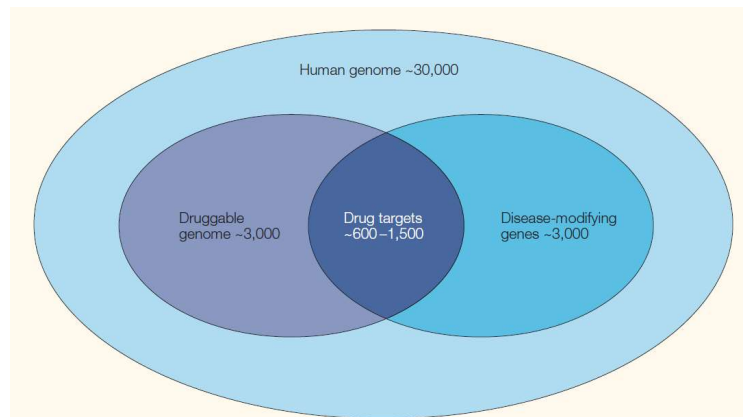 Human genome ~30,000
Druggable
genome ~3,000
Drug targets
~600–1,500
Disease-modifying
genes ~3,000